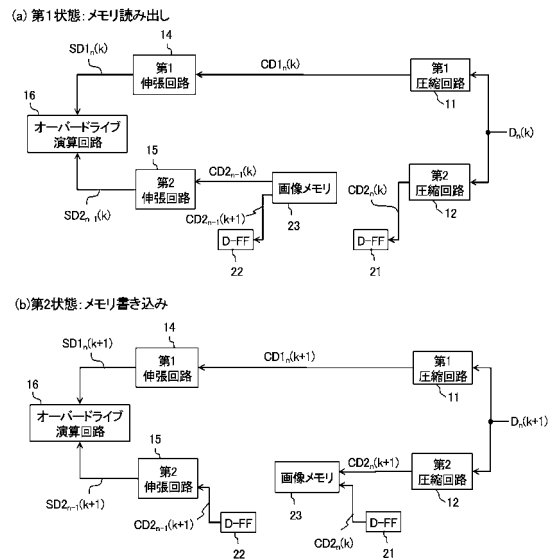 (a) 第1状態:メモリ読み出し
14
SD1n(k)
第1
伸張回路
CD1n(k)
第1
圧縮回路
11
16
オーバードライブ
演算回路
Dn(k)
15
第2
伸張回路
CD2n-1(k)
画像メモリ
23
CD2n(k)
第2
圧縮回路
12
SD2n-1(k)
CD2n-1(k+1)
D-FF
22
D-FF
21
(b)第2状態:メモリ書き込み
14
SD1n(k+1)
第1
伸張回路
CD1n(k+1)
第1
圧縮回路
11
16
オーバードライブ
演算回路
Dn(k+1)
15
第2
伸張回路
画像メモリ
23
CD2n(k+1)
第2
圧縮回路
12
SD2n-1(k+1)
CD2n-1(k+1)
D-FF
22
CD2n(k)
D-FF
21